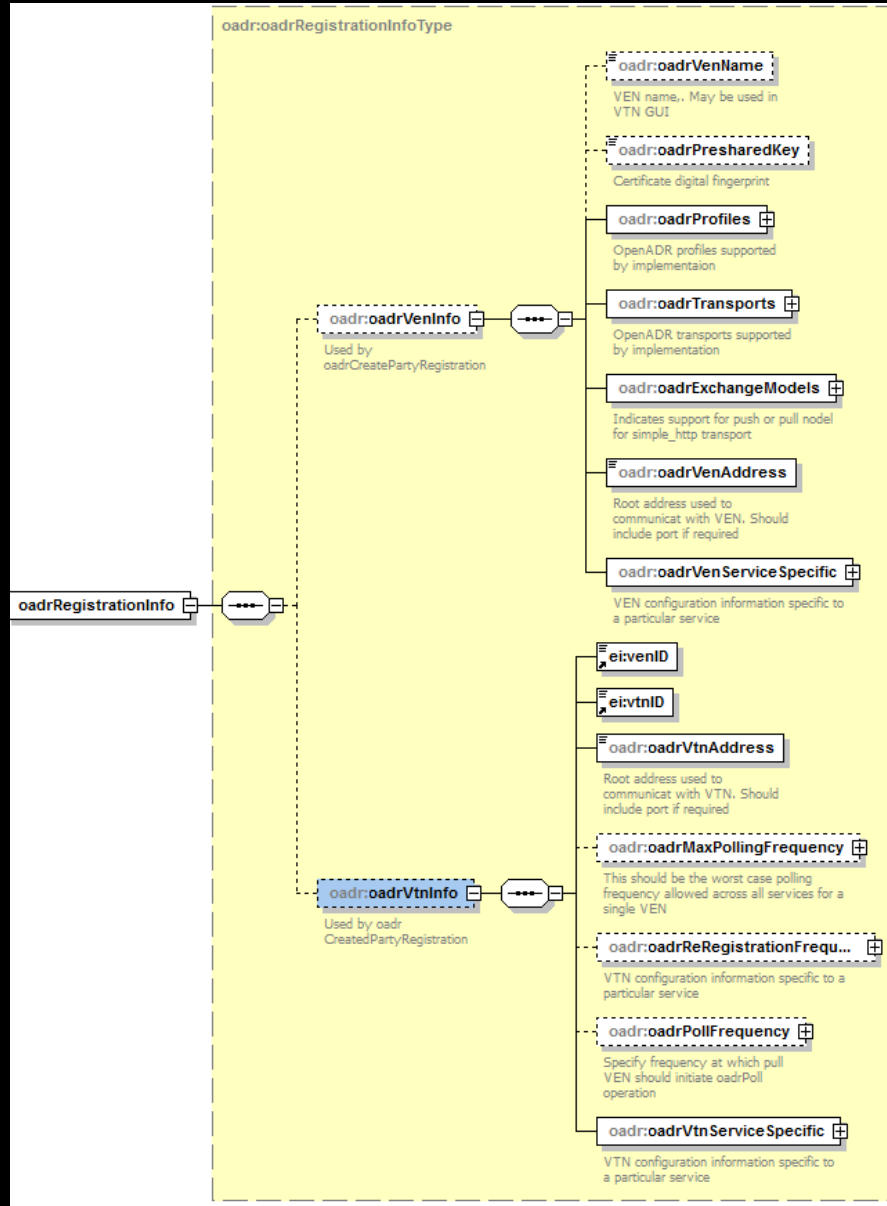 oadr:oadrRegistrationInfoType
oadr:oadrVenName
VEN name,. May be used in
VTN GUI
oadr:oadrPresharedKey
Certificate digital fingerprint
oadr:oadrProfiles
OpenADR profiles supported
by implementaion
oadr:oadrTransports
OpenADR transports supported
by implementation
oadr:oadrVenInfo
Used by
oadrCreatePartyRegistration
oadr:oadrExchangeModels
Indicates support for push or pull nodel
for simple_http transport
oadr:oadrVenAddress
Root address used to
communicat with VEN. Should
include port if required
oadr:oadrVenServiceSpecific
VEN configuration information specific to
a particular service
oadrRegistrationInfo
ei:venID
ei:vtnID
oadr:oadrVtnAddress
Root address used to
communicat with VTN. Should
include port if required
oadr:oadrMaxPollingFrequency
This should be the worst case polling
frequency allowed across all services for a
single VEN
oadr:oadrVtnInfo
Used by oadr
CreatedPartyRegistration
oadr:oadrReRegistrationFrequ...
VTN configuration information specific to a
particular service
oadr:oadrPollFrequency
Specify frequency at which pull
VEN should initiate oadrPoll
operation
oadr:oadrVtnServiceSpecific
VTN configuration information specific to
a particular service